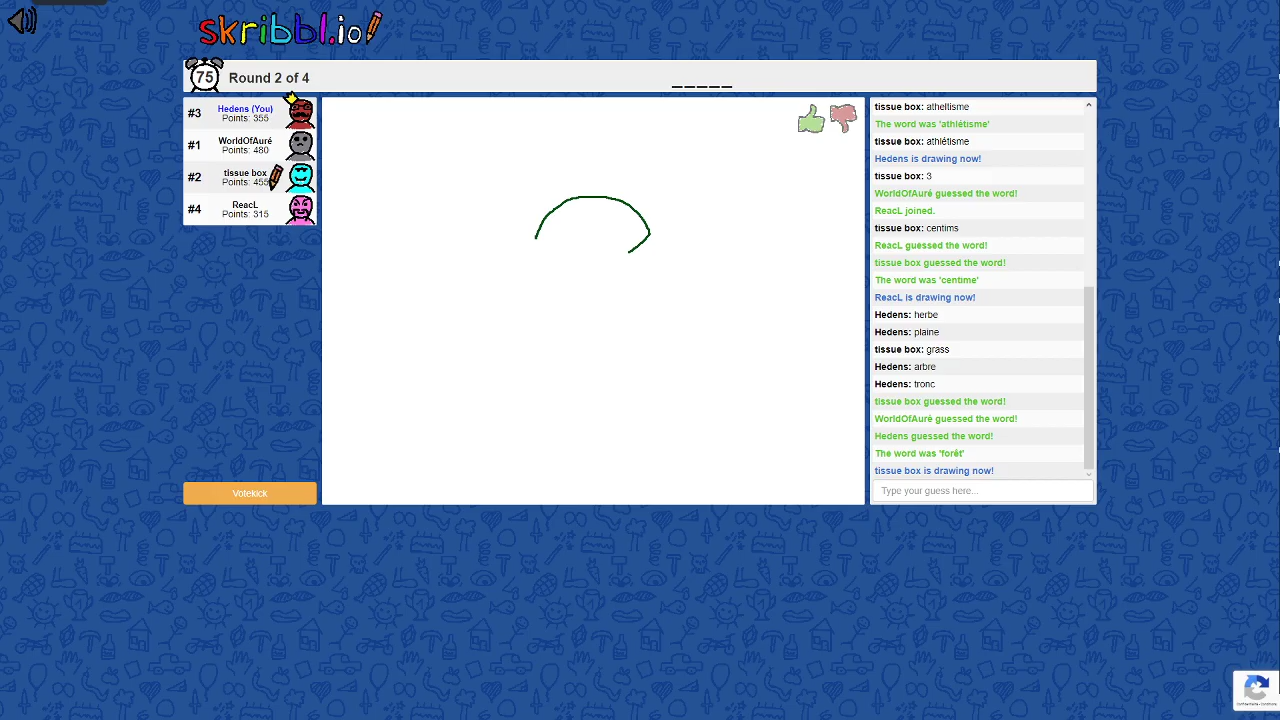 skribbl.io
75
Round 2 of 4
_____
#3
Hedens (You)
Points: 355
#1
WorldOfAuré
Points: 480
#2
tissue box
Points: 455
#4
ReacL
Points: 315
Votekick
tissue box: atheltisme
The word was 'athlétisme'
tissue box: athlétisme
Hedens is drawing now!
tissue box: 3
WorldOfAuré guessed the word!
ReacL joined.
tissue box: centims
ReacL guessed the word!
tissue box guessed the word!
The word was 'centime'
ReacL is drawing now!
Hedens: herbe
Hedens: plaine
tissue box: grass
Hedens: arbre
Hedens: tronc
tissue box guessed the word!
WorldOfAuré guessed the word!
Hedens guessed the word!
The word was 'forêt'
tissue box is drawing now!
Type your guess here...